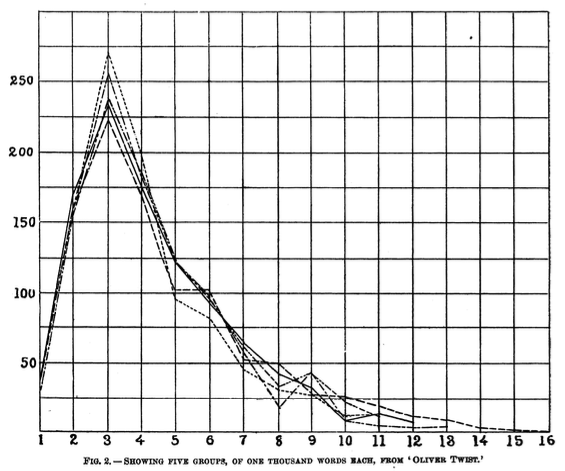 250
200
150
100
50
1 2 3 4 5 6 7 8 9 10 11 12 13 14 15 16
FIG. 2.—SHOWING FIVE GROUPS, OF ONE THOUSAND WORDS EACH, FROM 'OLIVER TWIST.'